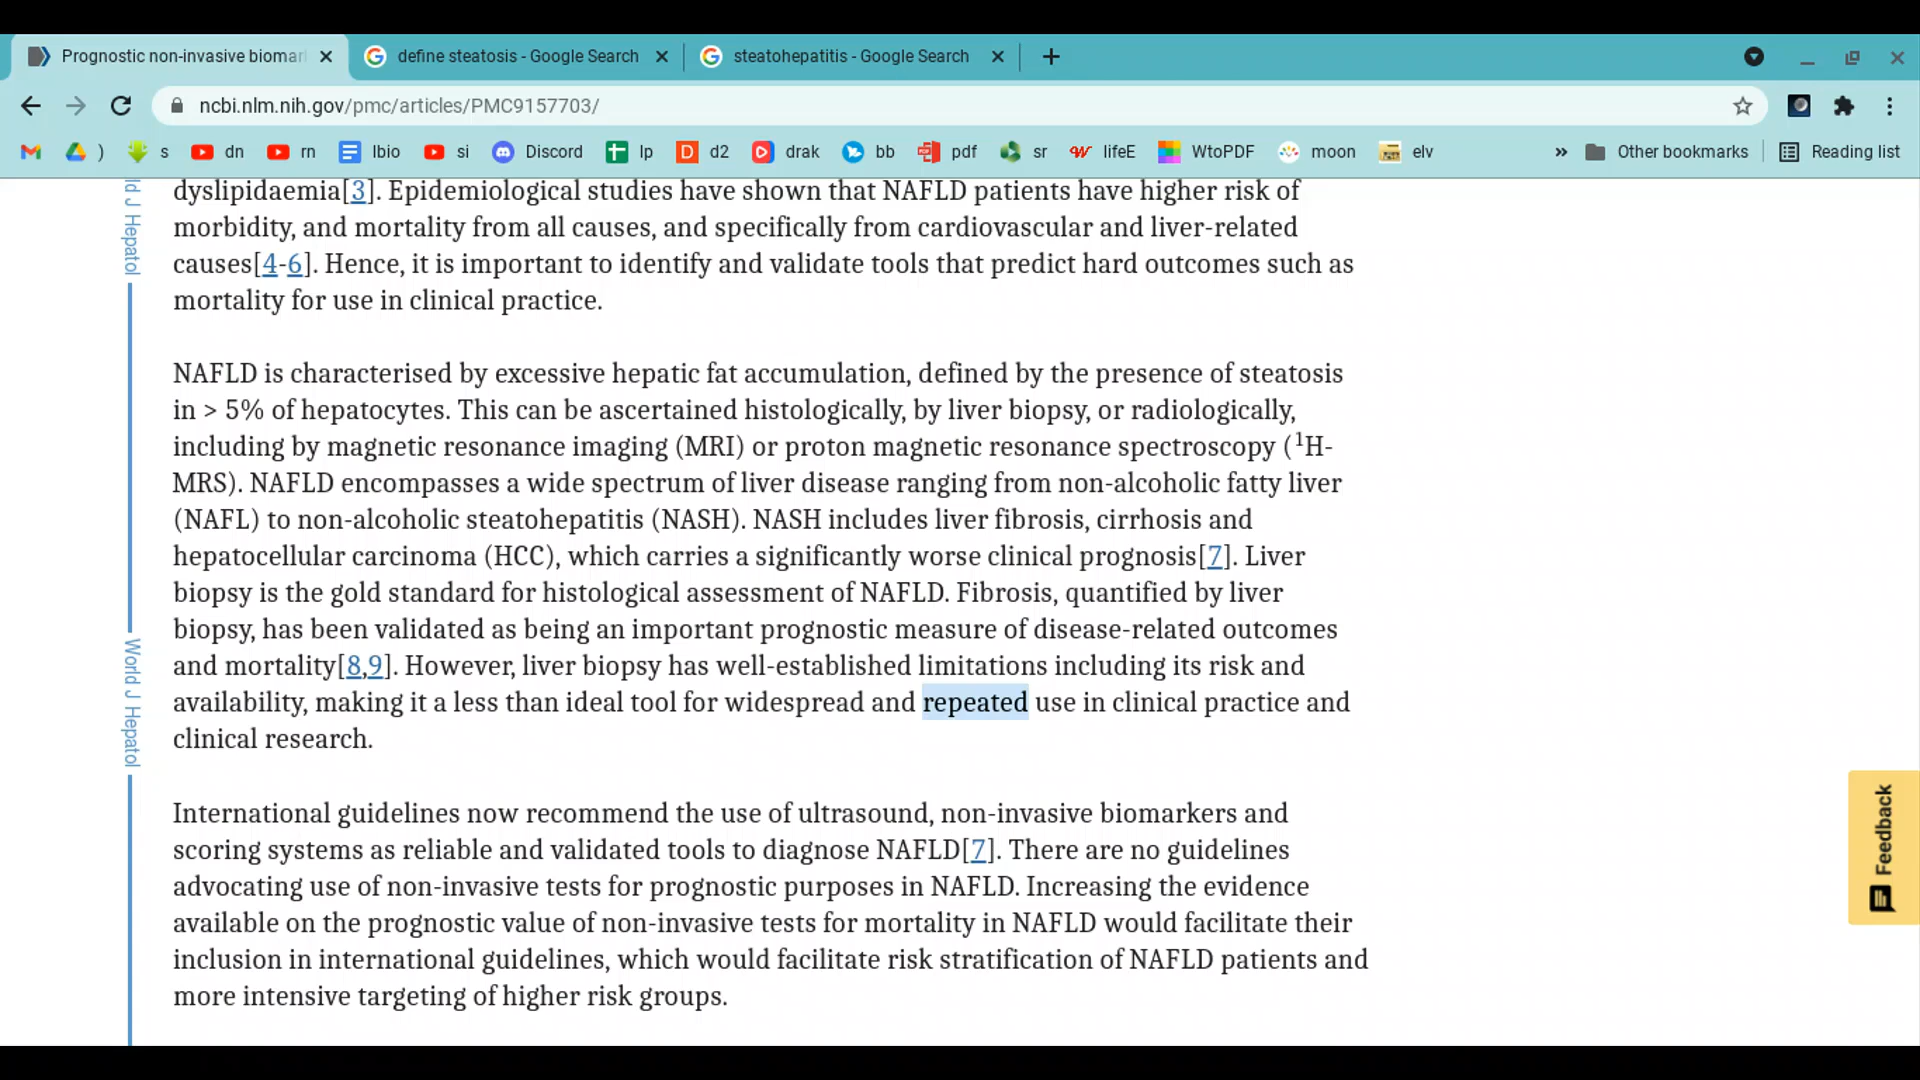 Prognostic non-invasive biomar
define steatosis - Google Search
steatohepatitis - Google Search
ncbi.nlm.nih.gov/pmc/articles/PMC9157703/
) s dn rn lbio si Discord lp d2 drak bb pdf sr lifeE WtoPDF moon elv » Other bookmarks Reading list
ld J Hepatol
dyslipidaemia[3]. Epidemiological studies have shown that NAFLD patients have higher risk of
morbidity, and mortality from all causes, and specifically from cardiovascular and liver-related
causes[4-6]. Hence, it is important to identify and validate tools that predict hard outcomes such as
mortality for use in clinical practice.
NAFLD is characterised by excessive hepatic fat accumulation, defined by the presence of steatosis
in > 5% of hepatocytes. This can be ascertained histologically, by liver biopsy, or radiologically,
including by magnetic resonance imaging (MRI) or proton magnetic resonance spectroscopy (¹H-
MRS). NAFLD encompasses a wide spectrum of liver disease ranging from non-alcoholic fatty liver
(NAFL) to non-alcoholic steatohepatitis (NASH). NASH includes liver fibrosis, cirrhosis and
hepatocellular carcinoma (HCC), which carries a significantly worse clinical prognosis[7]. Liver
biopsy is the gold standard for histological assessment of NAFLD. Fibrosis, quantified by liver
biopsy, has been validated as being an important prognostic measure of disease-related outcomes
and mortality[8,9]. However, liver biopsy has well-established limitations including its risk and
availability, making it a less than ideal tool for widespread and repeated use in clinical practice and
clinical research.
World J Hepatol
International guidelines now recommend the use of ultrasound, non-invasive biomarkers and
scoring systems as reliable and validated tools to diagnose NAFLD[7]. There are no guidelines
advocating use of non-invasive tests for prognostic purposes in NAFLD. Increasing the evidence
available on the prognostic value of non-invasive tests for mortality in NAFLD would facilitate their
inclusion in international guidelines, which would facilitate risk stratification of NAFLD patients and
more intensive targeting of higher risk groups.
Feedback